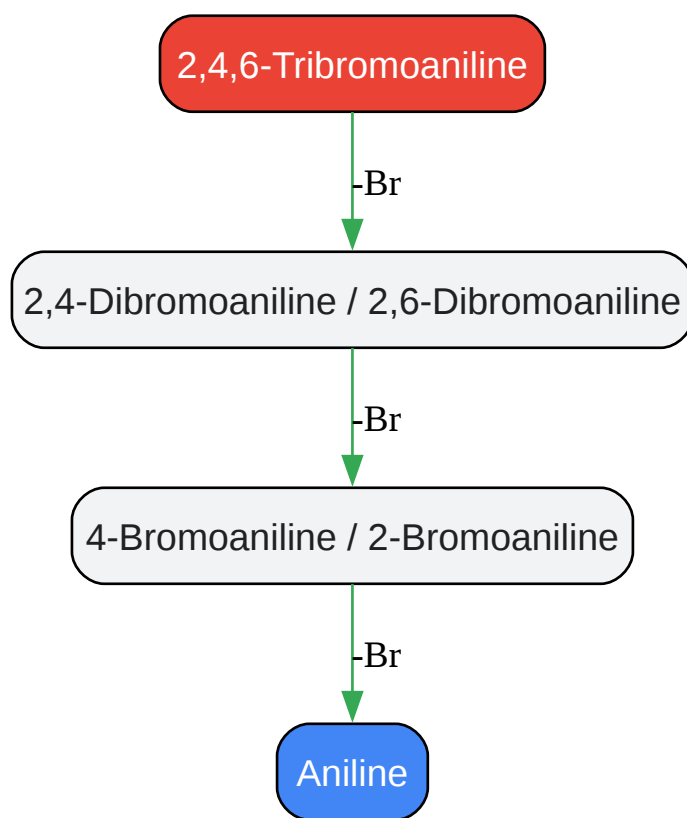 2,4,6-Tribromoaniline
-Br
2,4-Dibromoaniline / 2,6-Dibromoaniline
-Br
4-Bromoaniline / 2-Bromoaniline
-Br
Aniline